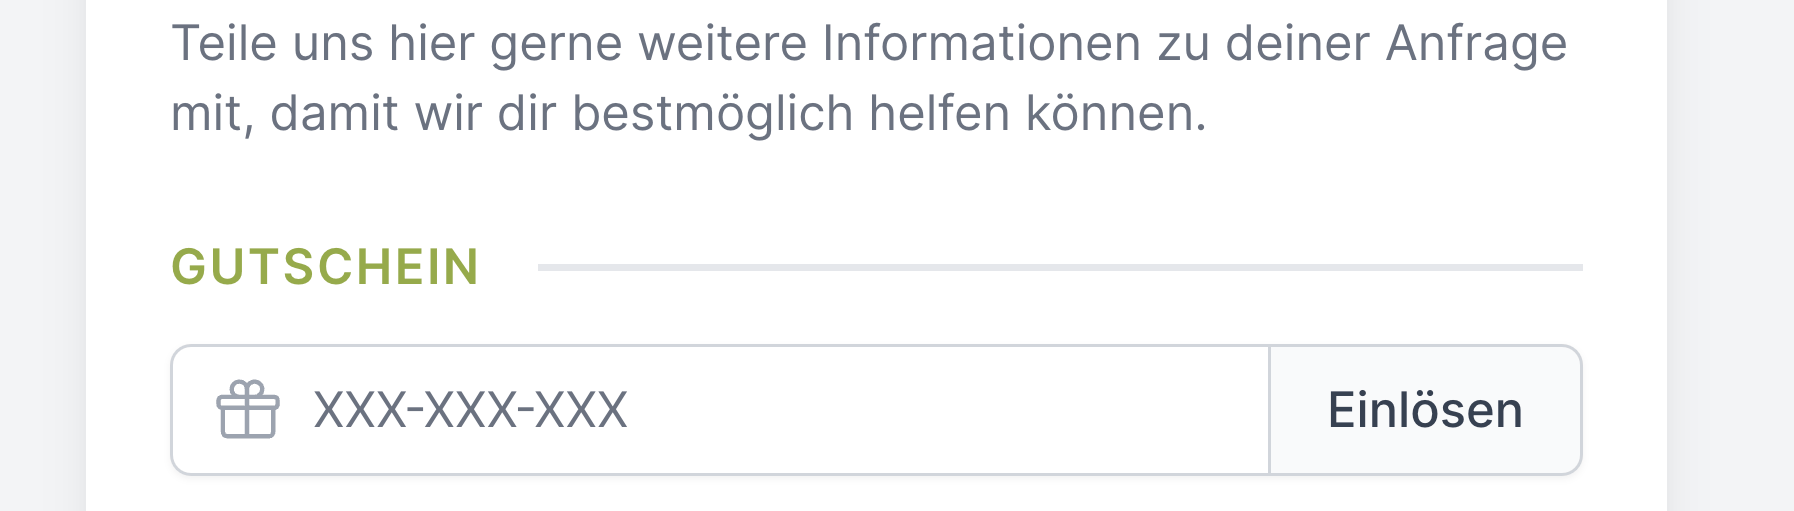 Teile uns hier gerne weitere Informationen zu deiner Anfrage
mit, damit wir dir bestmöglich helfen können.
GUTSCHEIN
XXX-XXX-XXX
Einlösen